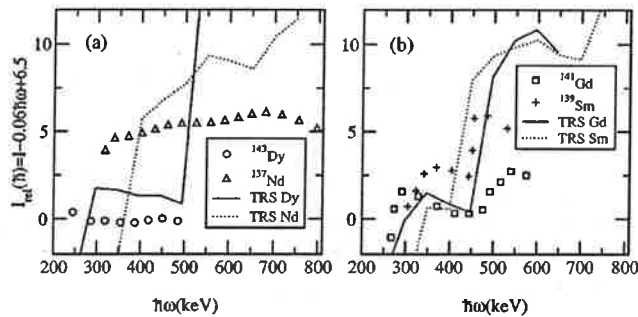 I_rel(ħ)=I−0.06ħω+6.5
10
5
0
(a)
○ ¹⁴³Dy
△ ¹³⁷Nd
TRS Dy
TRS Nd
200 300 400 500 600 700 800
ħω(keV)
10
5
0
(b)
□ ¹⁴¹Gd
+ ¹³⁹Sm
TRS Gd
TRS Sm
200 300 400 500 600 700
ħω(keV)